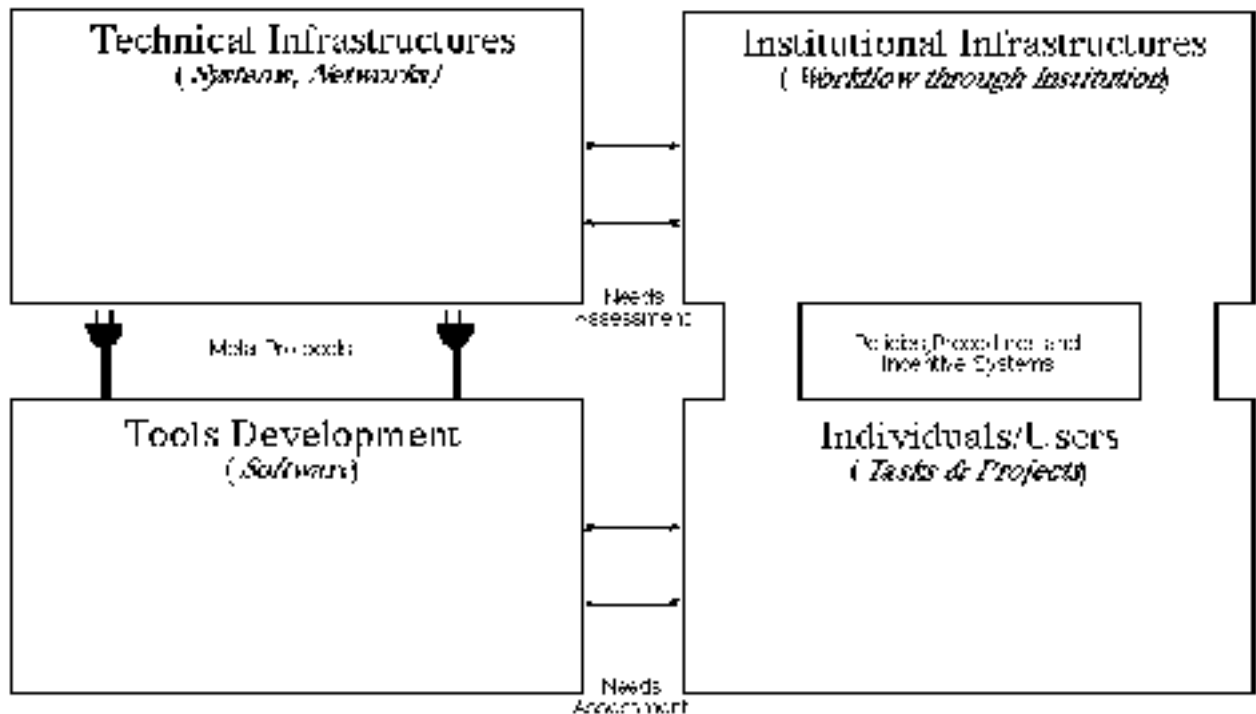 Technical Infrastructures
(Systems, Networks)
Institutional Infrastructures
(Workflow through Institution)
Needs
Assessment
Meta Protocols
Policies, Procedures and
Incentive Systems
Tools Development
(Software)
Individuals/Users
(Tasks & Projects)
Needs
Assessment